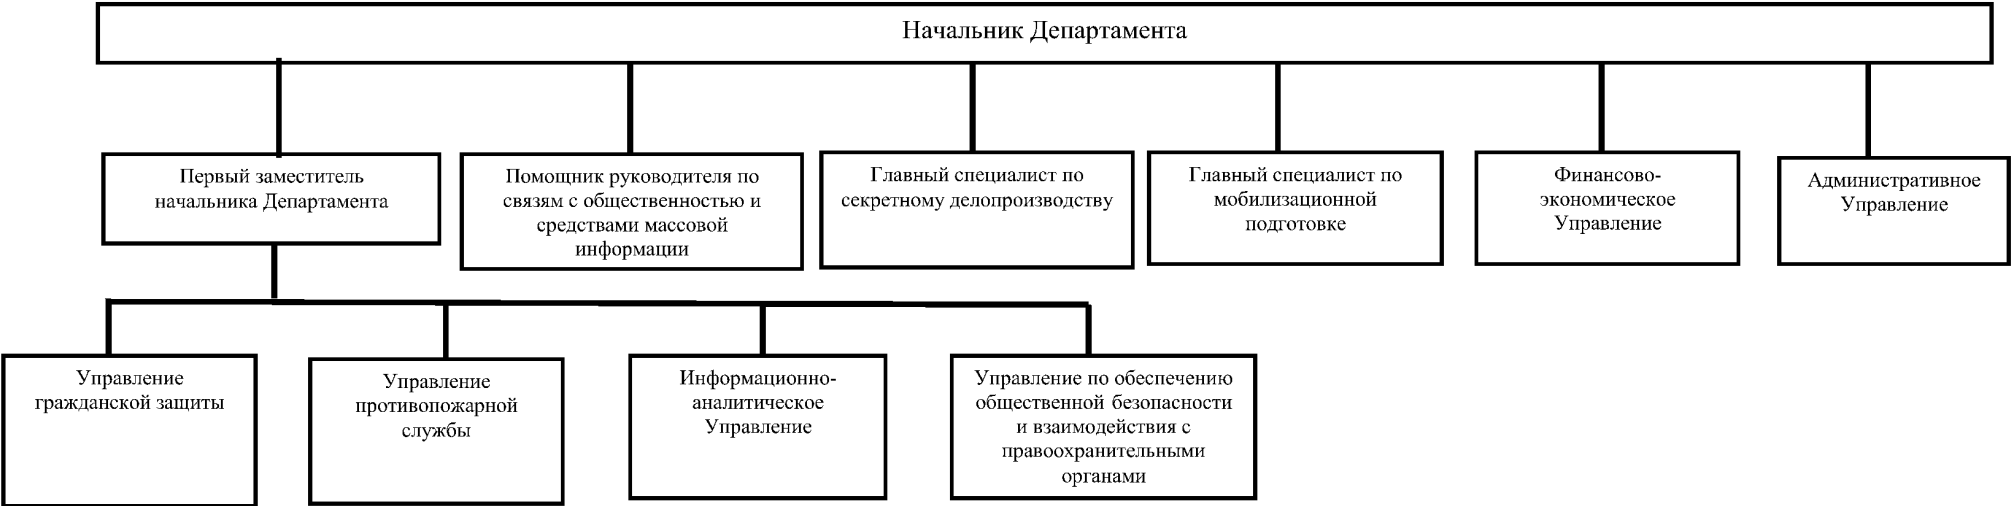 Начальник Департамента
Первый заместитель
начальника Департамента
Помощник руководителя по
связям с общественностью и
средствами массовой
информации
Главный специалист по
секретному делопроизводству
Главный специалист по
мобилизационной
подготовке
Финансово-
экономическое
Управление
Административное
Управление
Управление
гражданской защиты
Управление
противопожарной
службы
Информационно-
аналитическое
Управление
Управление по обеспечению
общественной безопасности
и взаимодействия с
правоохранительными
органами